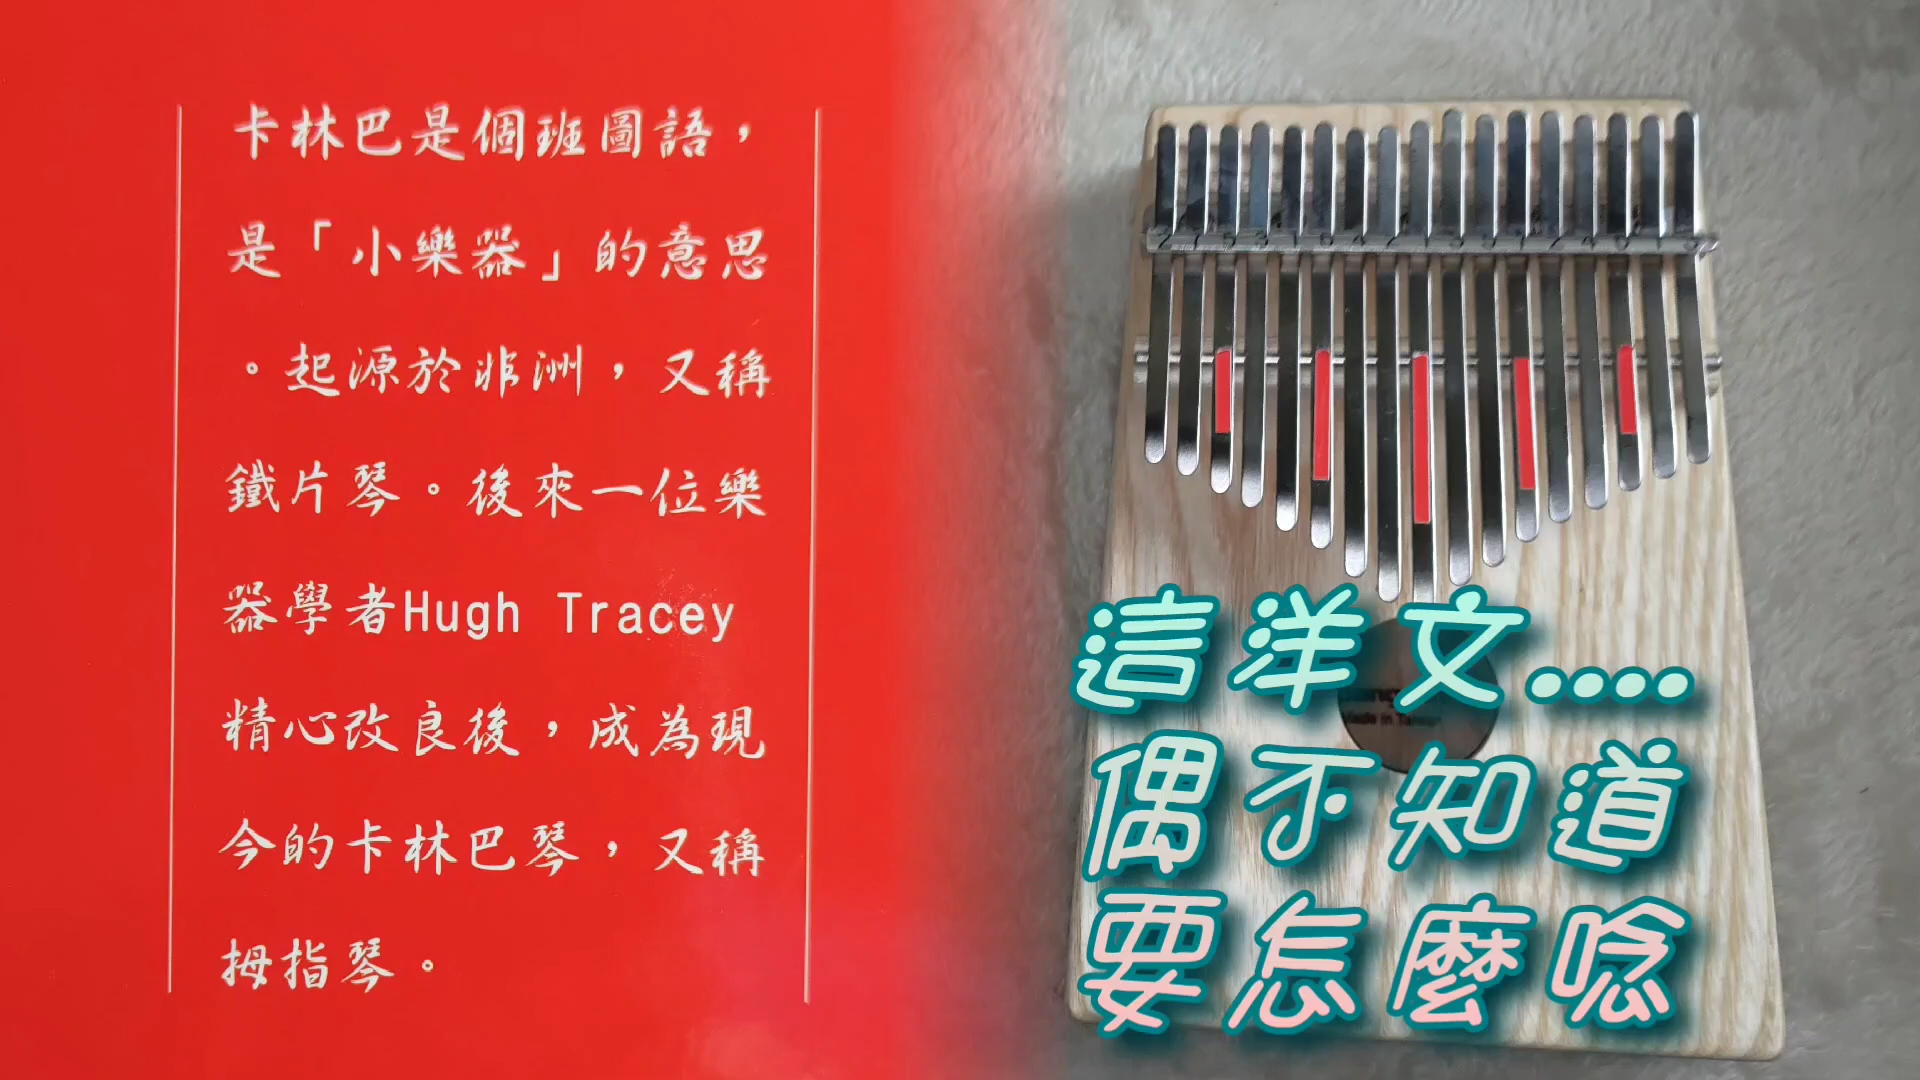 卡林巴是個班圖語，
是「小樂器」的意思
。起源於非洲，又稱
鐵片琴。後來一位樂
器學者Hugh Tracey
精心改良後，成為現
今的卡林巴琴，又稱
拇指琴。
這洋文....
偶不知道
要怎麼唸
Made in Taiwan